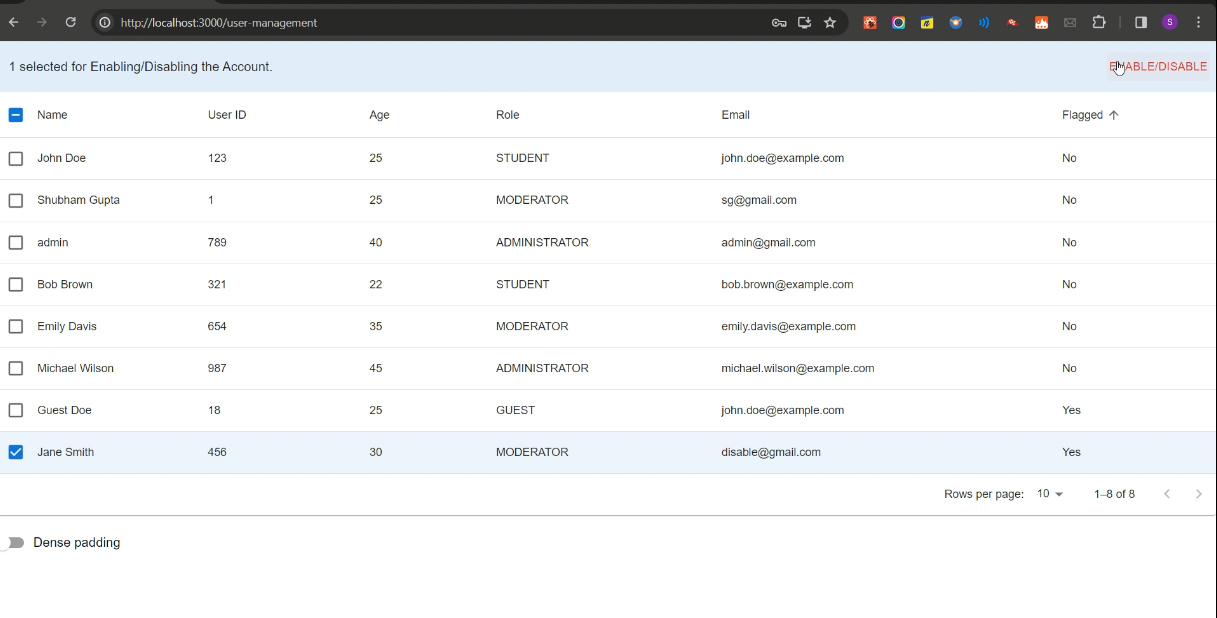 http://localhost:3000/user-management
S
1 selected for Enabling/Disabling the Account.
ENABLE/DISABLE
Name User ID Age Role Email Flagged
John Doe 123 25 STUDENT john.doe@example.com No
Shubham Gupta 1 25 MODERATOR sg@gmail.com No
admin 789 40 ADMINISTRATOR admin@gmail.com No
Bob Brown 321 22 STUDENT bob.brown@example.com No
Emily Davis 654 35 MODERATOR emily.davis@example.com No
Michael Wilson 987 45 ADMINISTRATOR michael.wilson@example.com No
Guest Doe 18 25 GUEST john.doe@example.com Yes
Jane Smith 456 30 MODERATOR disable@gmail.com Yes
Rows per page: 10 1–8 of 8
Dense padding